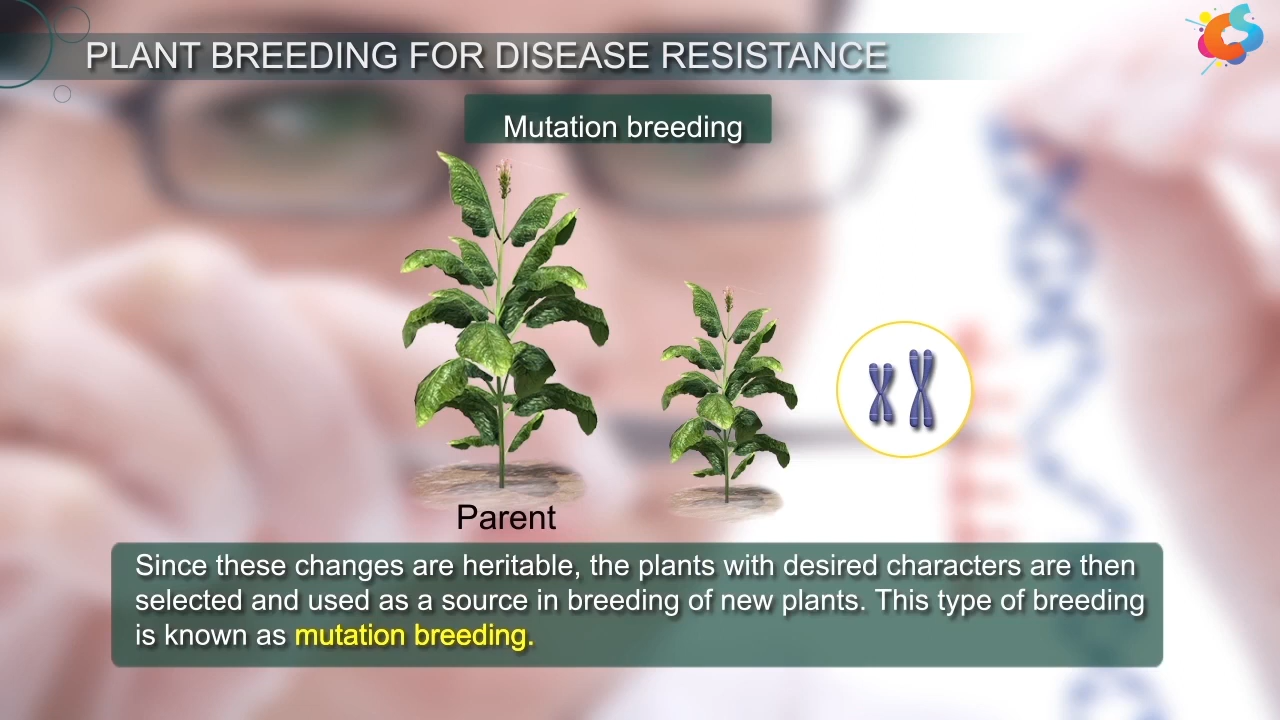 PLANT BREEDING FOR DISEASE RESISTANCE
Mutation breeding
Parent
Since these changes are heritable, the plants with desired characters are then
selected and used as a source in breeding of new plants. This type of breeding
is known as mutation breeding.